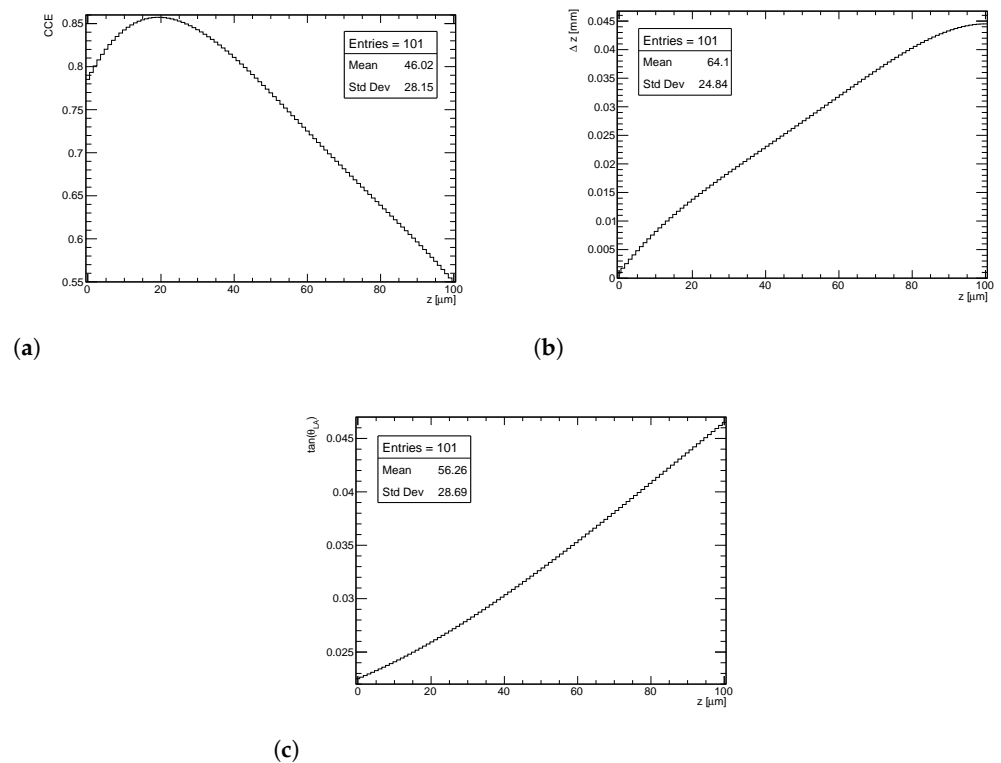 CCE
0.85
0.8
0.75
0.7
0.65
0.6
0.55
Entries = 101
Mean 46.02
Std Dev 28.15
0 20 40 60 80 100
z [μm]
(a)
Δ z [mm]
0.045
0.04
0.035
0.03
0.025
0.02
0.015
0.01
0.005
0
Entries = 101
Mean 64.1
Std Dev 24.84
0 20 40 60 80 100
z [μm]
(b)
tan(θLA)
0.045
0.04
0.035
0.03
0.025
Entries = 101
Mean 56.26
Std Dev 28.69
0 20 40 60 80 100
z [μm]
(c)